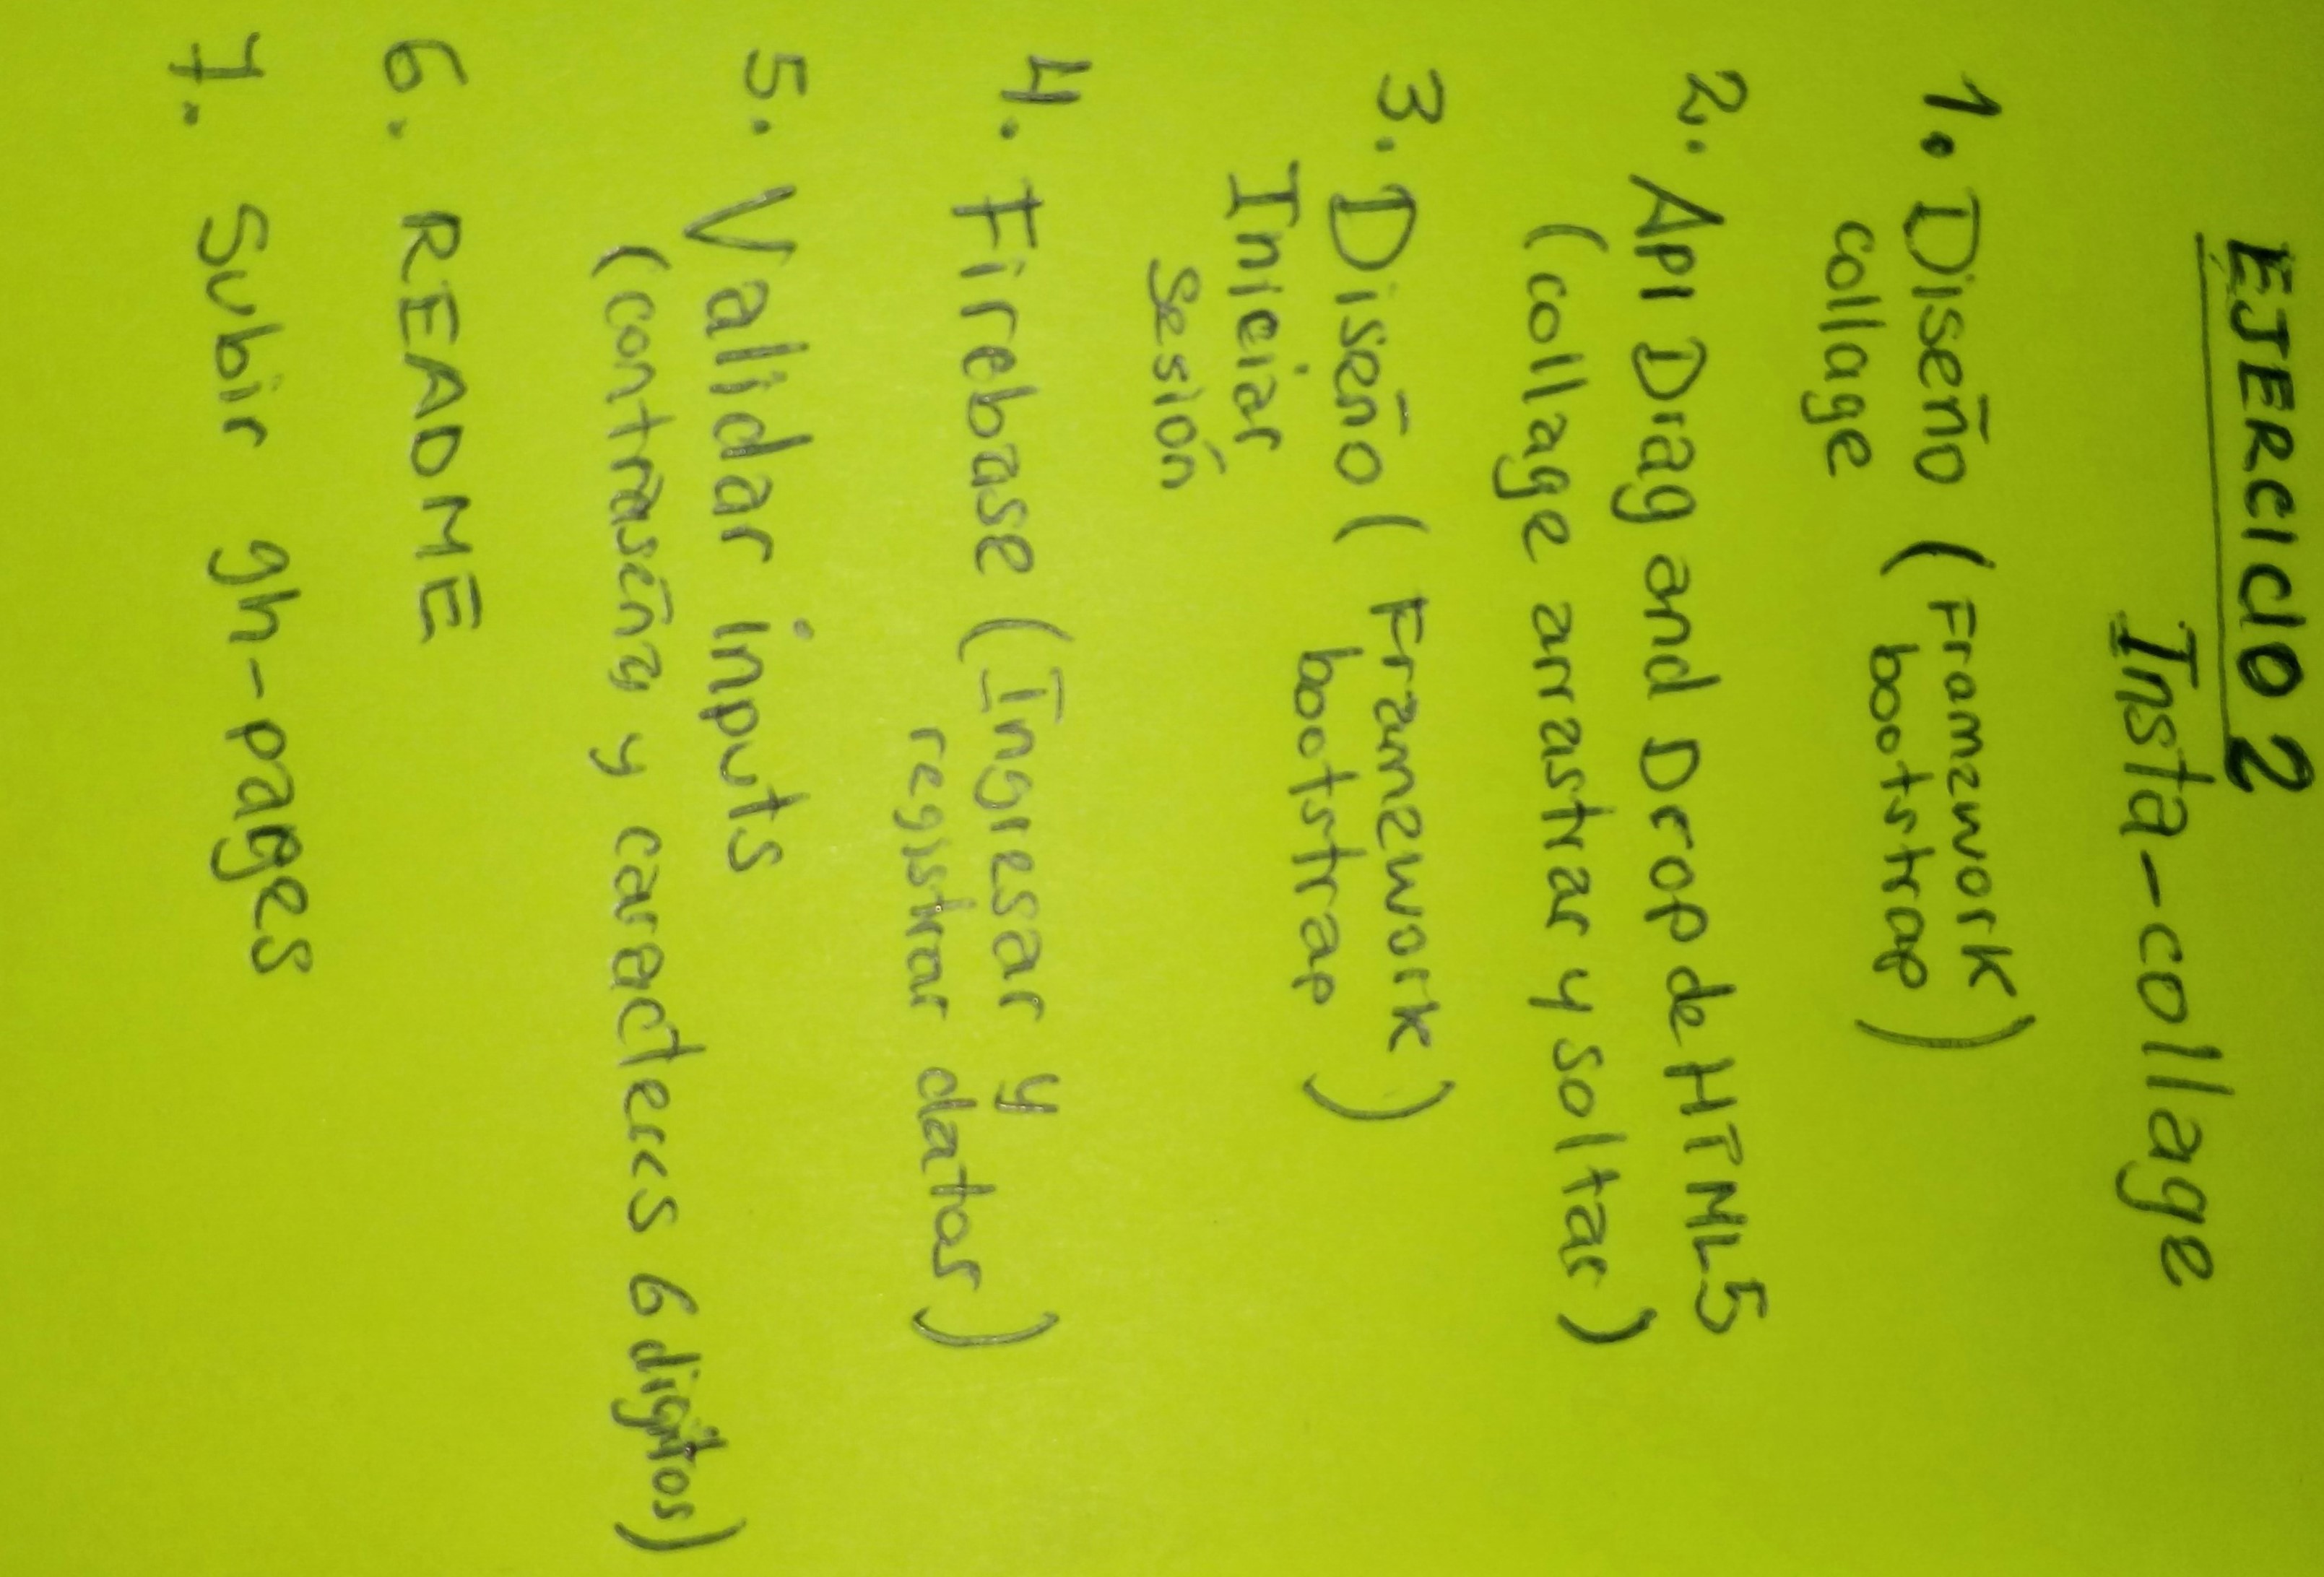 EJERCICIO 2
Insta-collage
1. Diseño (Framework
bootstrap)
collage
2. Api Drag and Drop de HTML5
(collage arrastrar y soltar)
3. Diseño (Framework
bootstrap)
Iniciar
sesión
4. Firebase (Ingresar y
registrar datos)
5. Validar inputs
(contraseña y caracteres 6 digitos)
6. README
7. Subir gh-pages